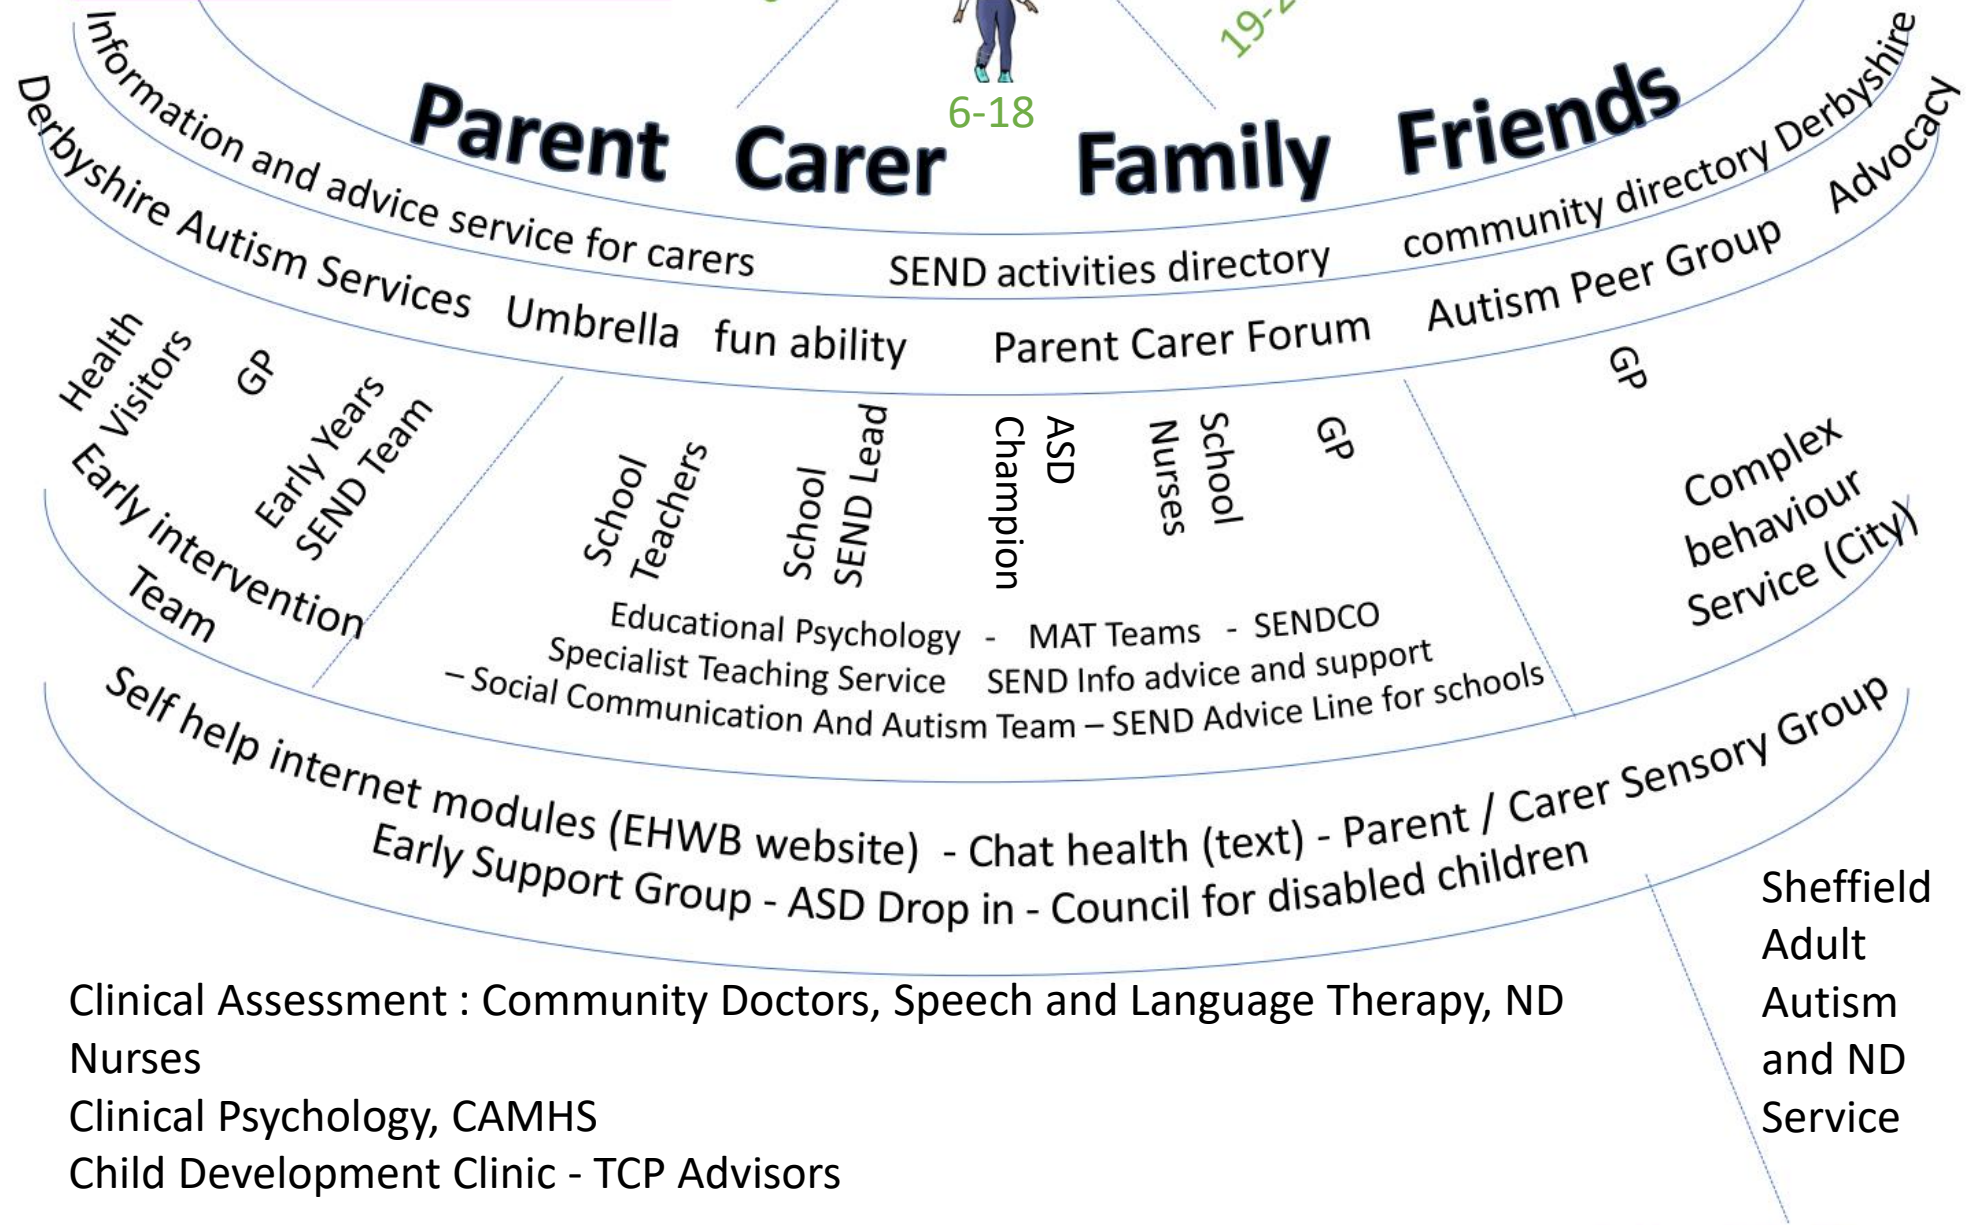 6-18
Parent Carer Family Friends
Information and advice service for carers SEND activities directory community directory Derbyshire
Derbyshire Autism Services Umbrella fun ability Parent Carer Forum Autism Peer Group Advocacy
Health
Visitors
GP
Early Years
SEND Team
Early intervention
Team
School
Teachers
School
SEND Lead
ASD
Champion
School
Nurses
GP
GP
Complex
behaviour
Service (City)
Educational Psychology - MAT Teams - SENDCO
Specialist Teaching Service SEND Info advice and support
– Social Communication And Autism Team – SEND Advice Line for schools
Self help internet modules (EHWB website) - Chat health (text) - Parent / Carer Sensory Group
Early Support Group - ASD Drop in - Council for disabled children
Clinical Assessment : Community Doctors, Speech and Language Therapy, ND
Nurses
Clinical Psychology, CAMHS
Child Development Clinic - TCP Advisors
Sheffield
Adult
Autism
and ND
Service